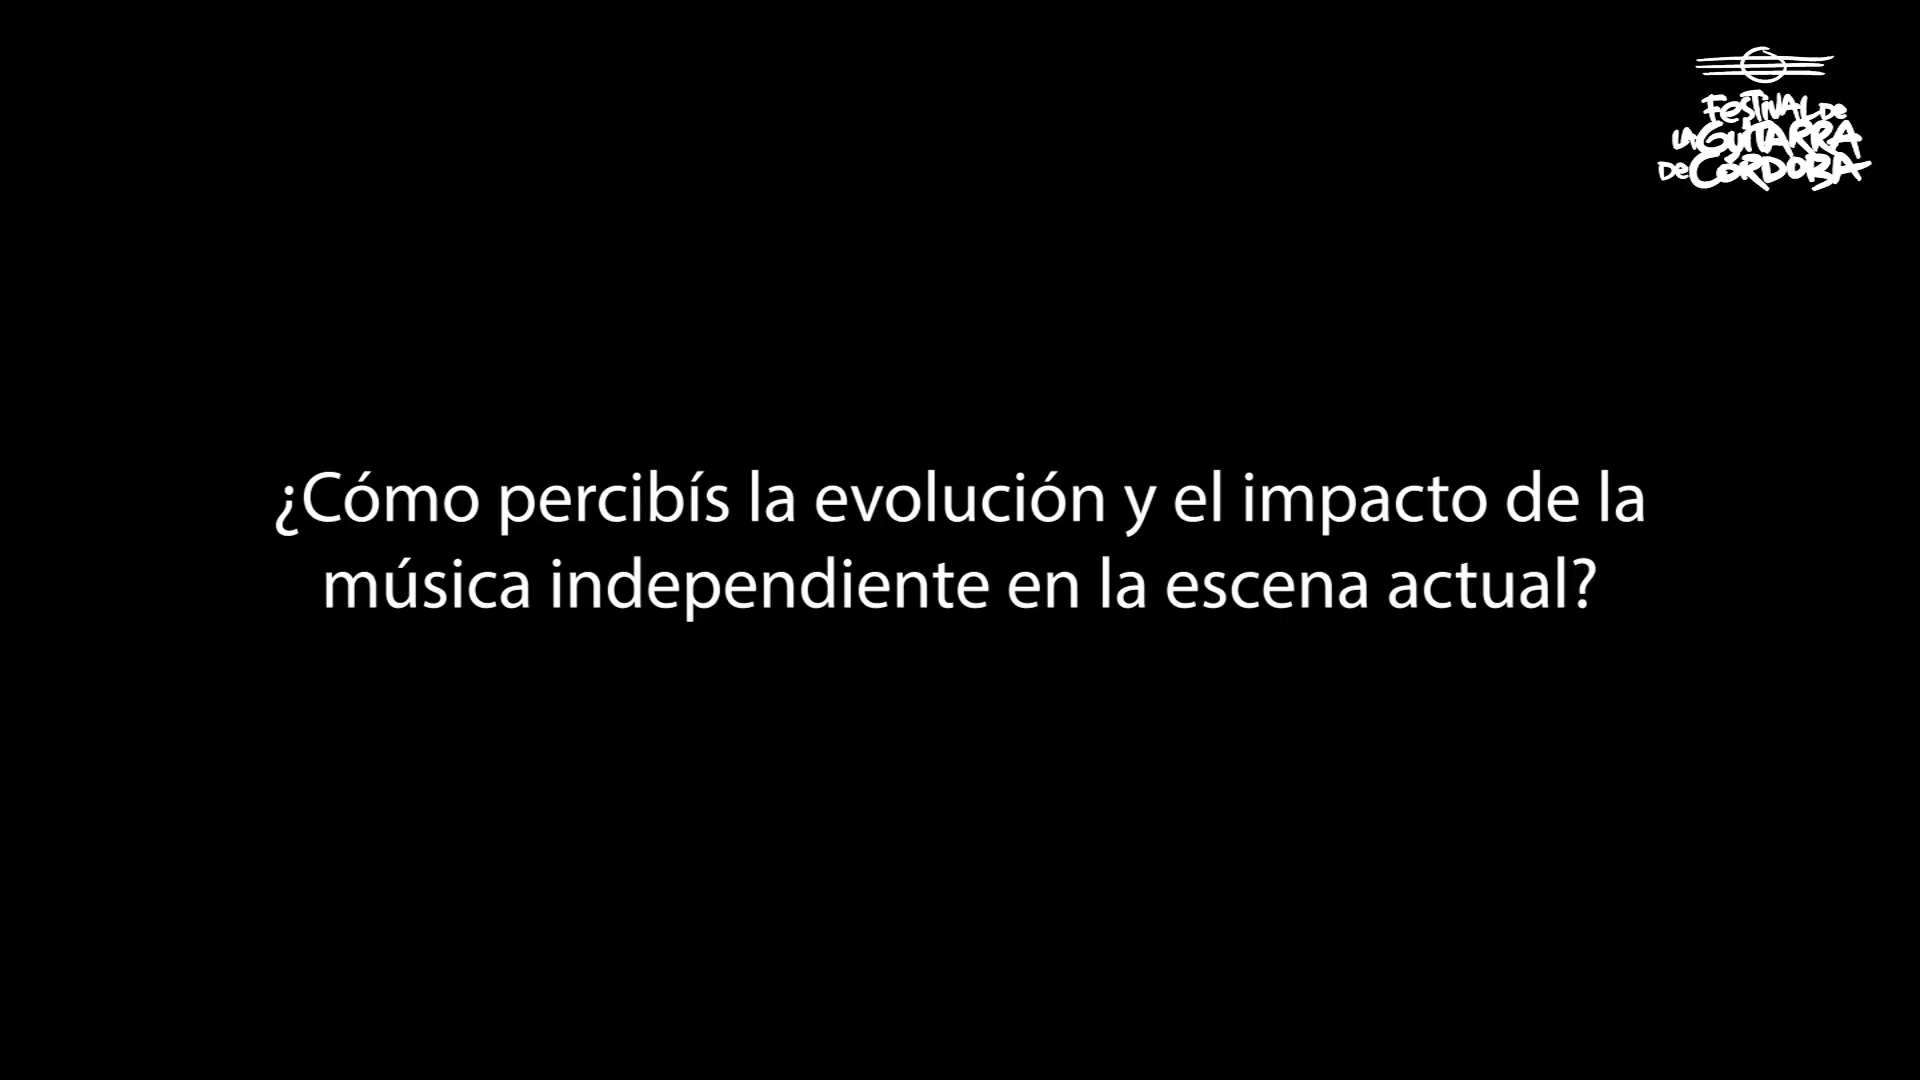 FESTIVAL DE
LA GUITARRA
DE CÓRDOBA
¿Cómo percibís la evolución y el impacto de la
música independiente en la escena actual?